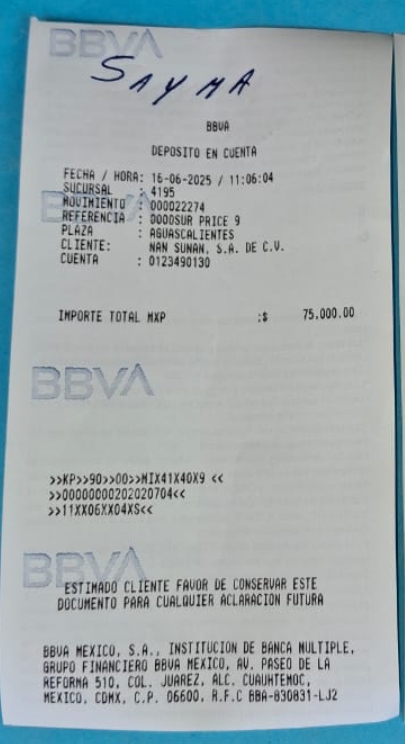 BBVA
SAYMA
BBVA
DEPOSITO EN CUENTA
FECHA / HORA: 16-06-2025 / 11:06:04
SUCURSAL : 4195
MOVIMIENTO : 000022274
REFERENCIA : 0000SUR PRICE 9
PLAZA : AGUASCALIENTES
CLIENTE: NAN SUNAN, S.A. DE C.V.
CUENTA : 0123490130
IMPORTE TOTAL MXP :$ 75.000.00
BBVA
>>KP>>90>>00>>MIX41X40X9 <<
>>00000000202020704<<
>>11XX06XX04XS<<
BBVA
ESTIMADO CLIENTE FAVOR DE CONSERVAR ESTE
DOCUMENTO PARA CUALQUIER ACLARACION FUTURA
BBVA MEXICO, S.A., INSTITUCION DE BANCA MULTIPLE,
GRUPO FINANCIERO BBVA MEXICO, AV. PASEO DE LA
REFORMA 510, COL. JUAREZ, ALC. CUAUHTEMOC,
MEXICO, CDMX, C.P. 06600, R.F.C BBA-830831-LJ2